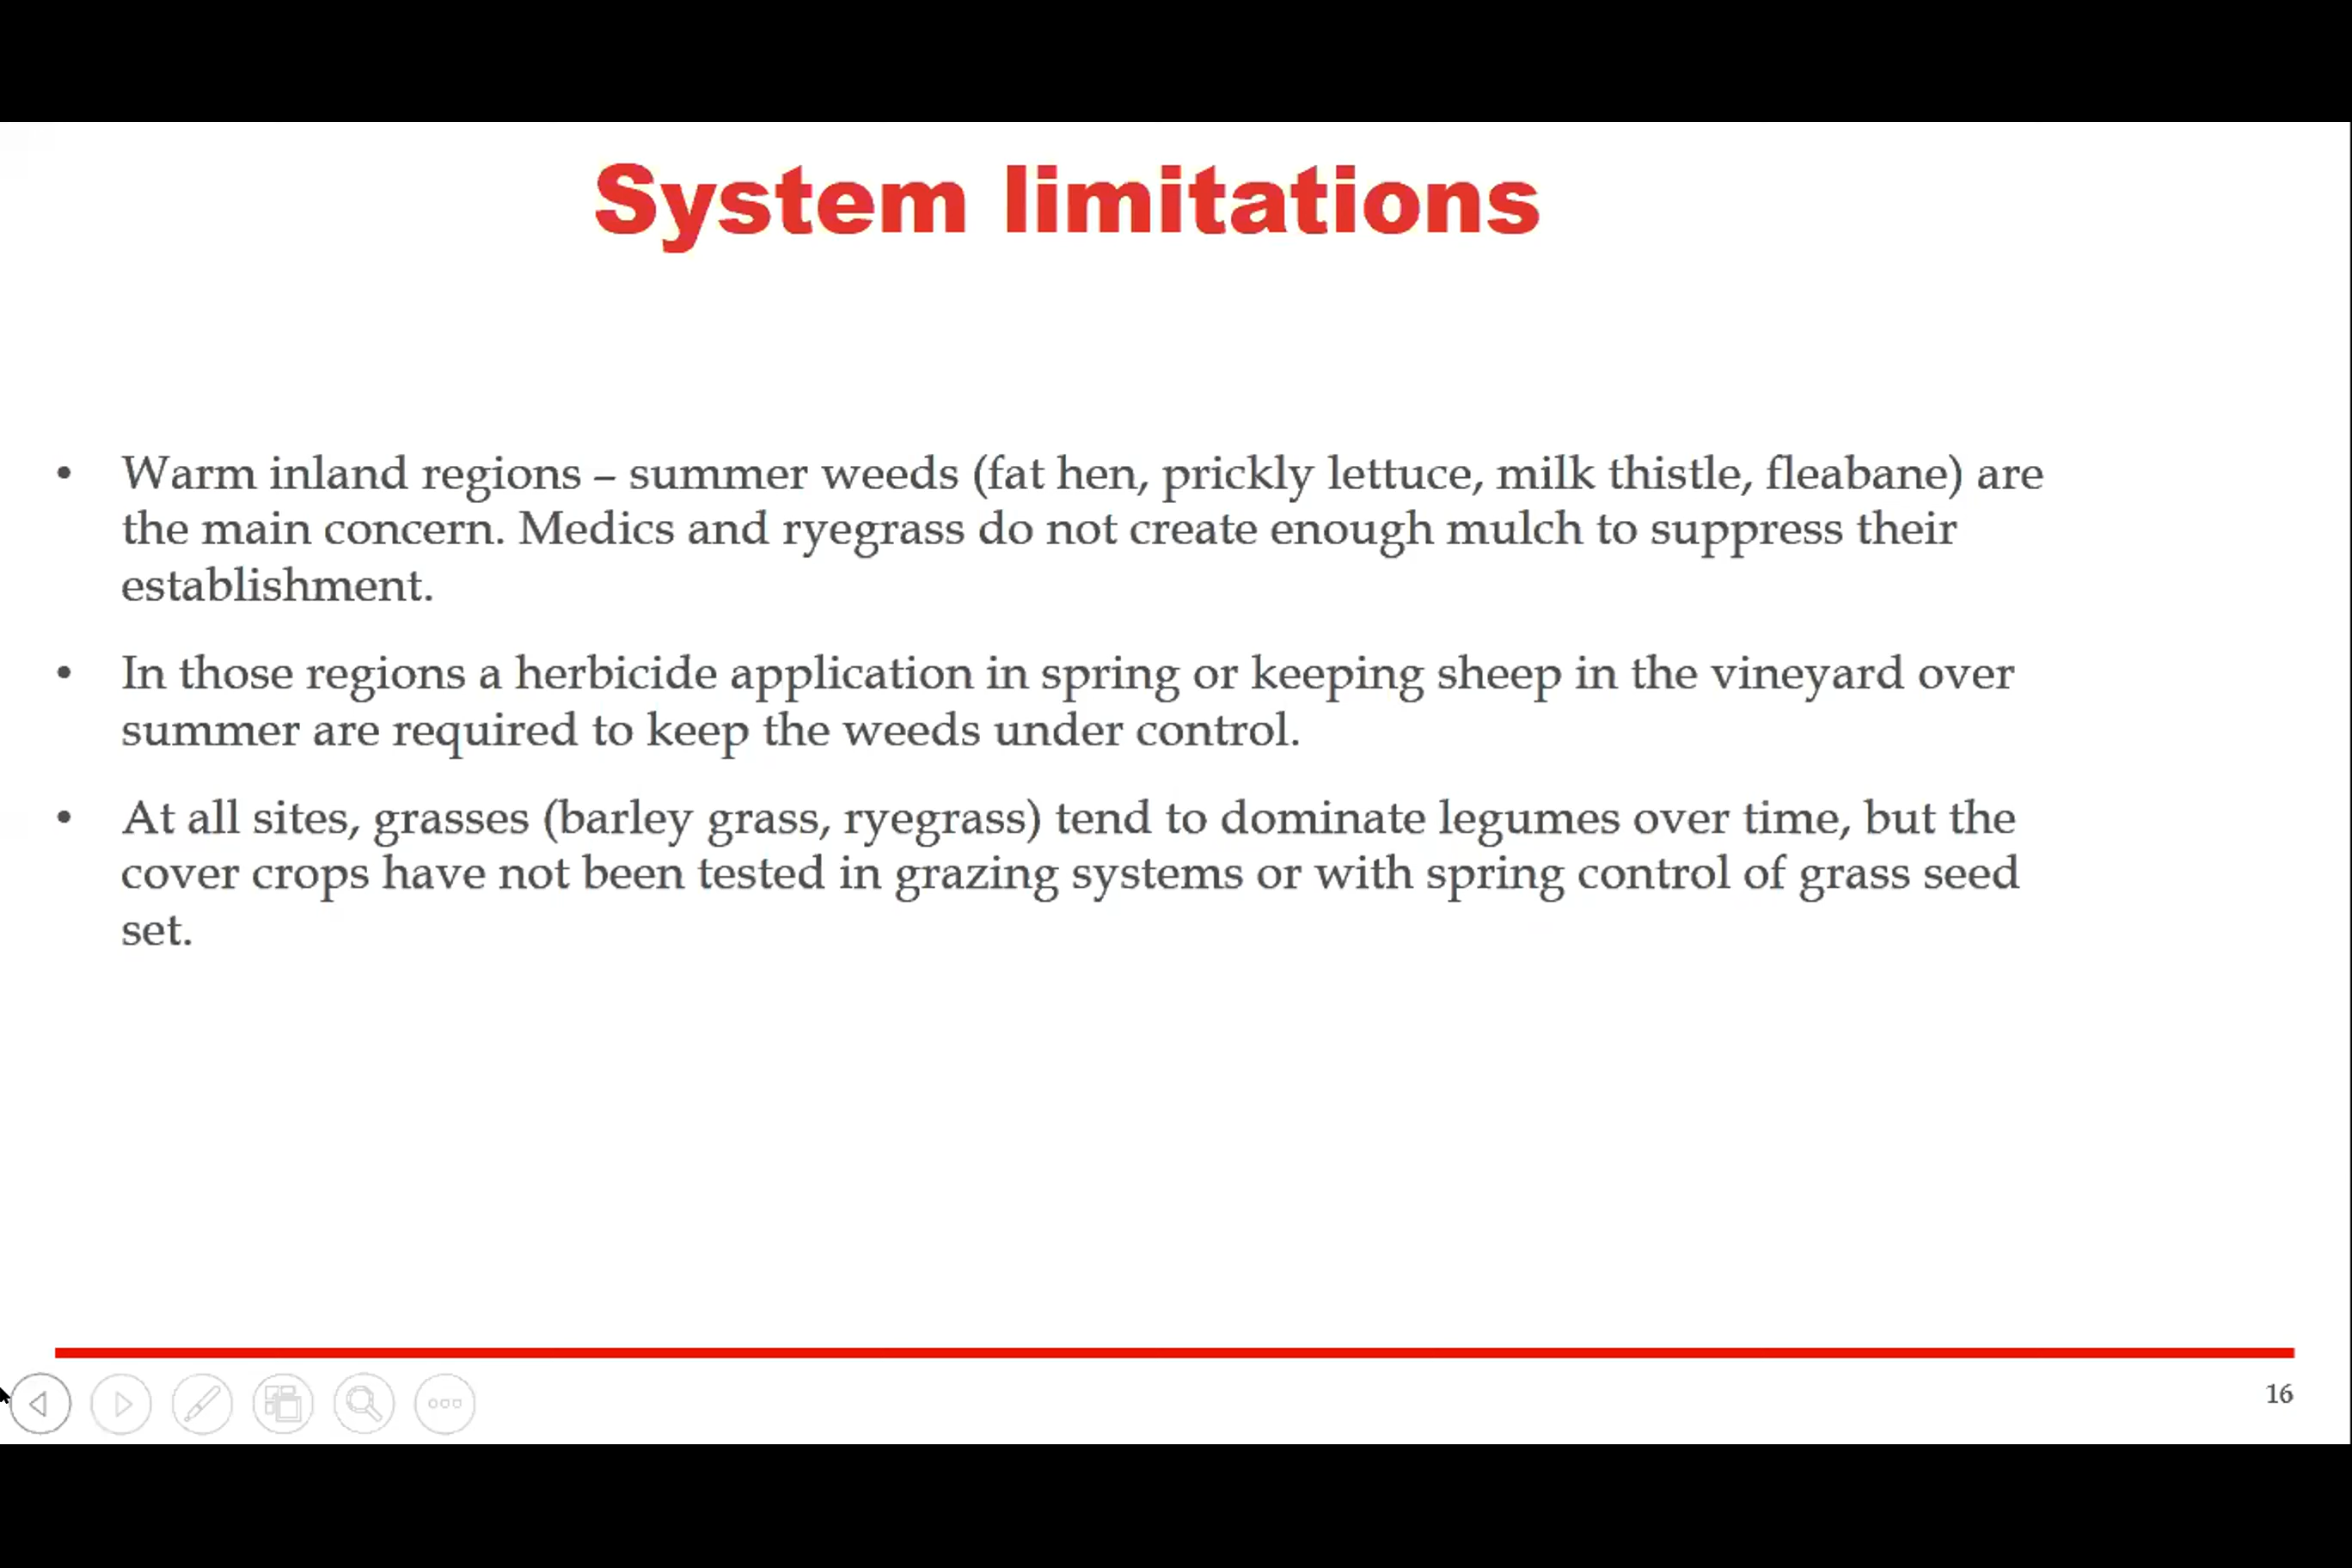 System limitations
• Warm inland regions – summer weeds (fat hen, prickly lettuce, milk thistle, fleabane) are
the main concern. Medics and ryegrass do not create enough mulch to suppress their
establishment.
• In those regions a herbicide application in spring or keeping sheep in the vineyard over
summer are required to keep the weeds under control.
• At all sites, grasses (barley grass, ryegrass) tend to dominate legumes over time, but the
cover crops have not been tested in grazing systems or with spring control of grass seed
set.
16